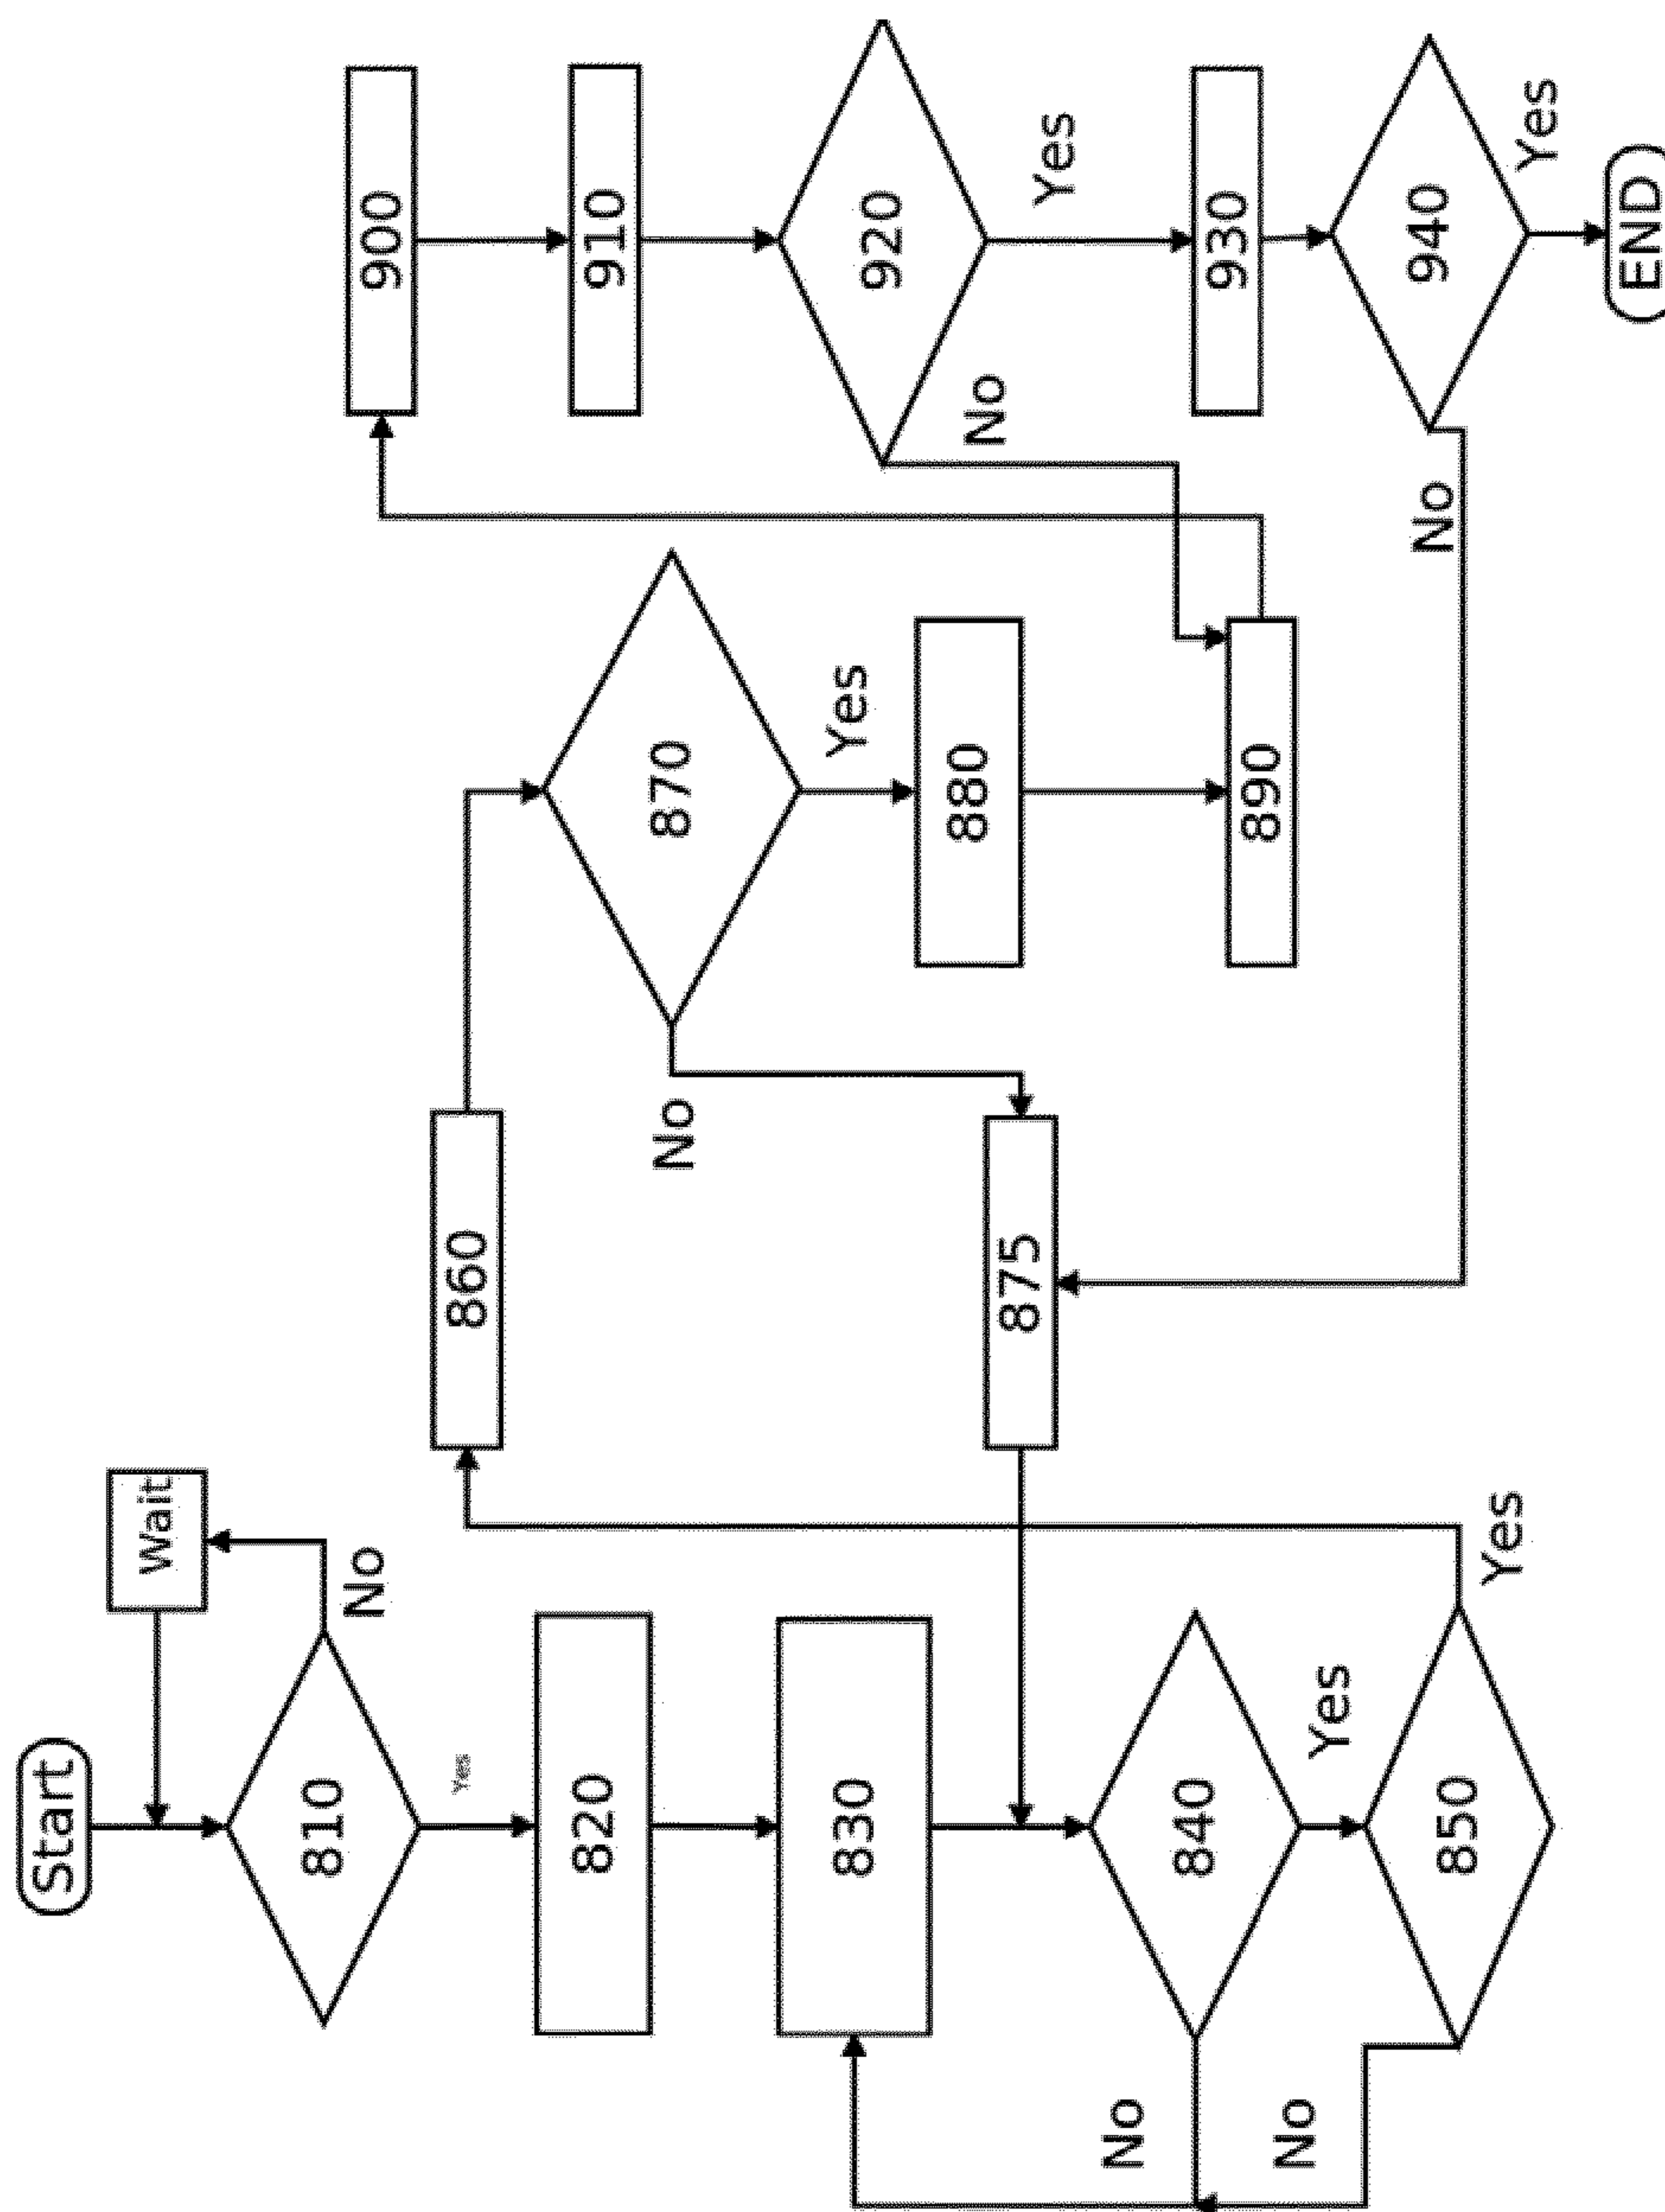 Start
Wait
810
No
Yes
820
830
840
No
Yes
850
No
Yes
860
870
No
Yes
875
880
890
900
910
920
No
Yes
930
940
No
Yes
END